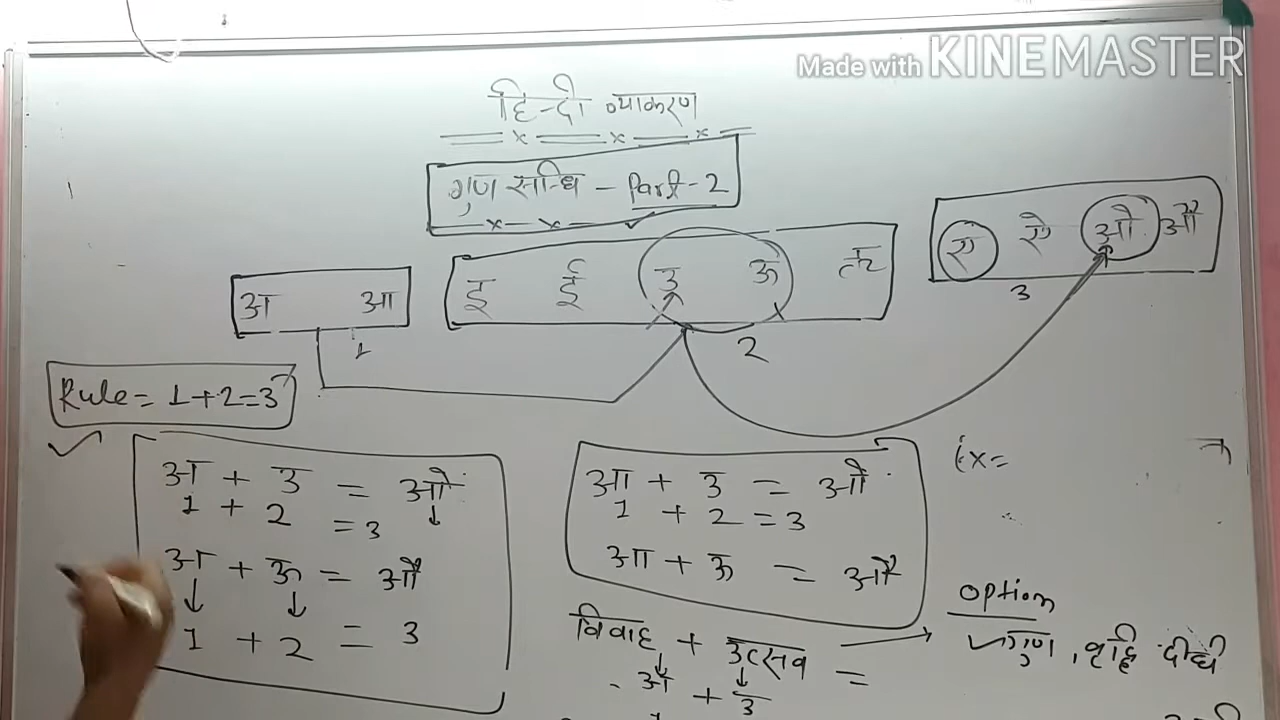 Made with KINEMASTER
हिन्दी व्याकरण
गुण सन्धि - Part-2
अ आ
1
इ ई उ ऊ ऋ
2
ए ऐ ओ औ
3
Rule = 1+2=3
अ + उ = ओ
1 + 2 = 3
अ + ऊ = ओ
1 + 2 = 3
आ + उ = ओ
1 + 2 = 3
आ + ऊ = ओ
Ex=
विवाह + उत्सव =
अ + उ
option
गुण, वृद्धि दीर्घ